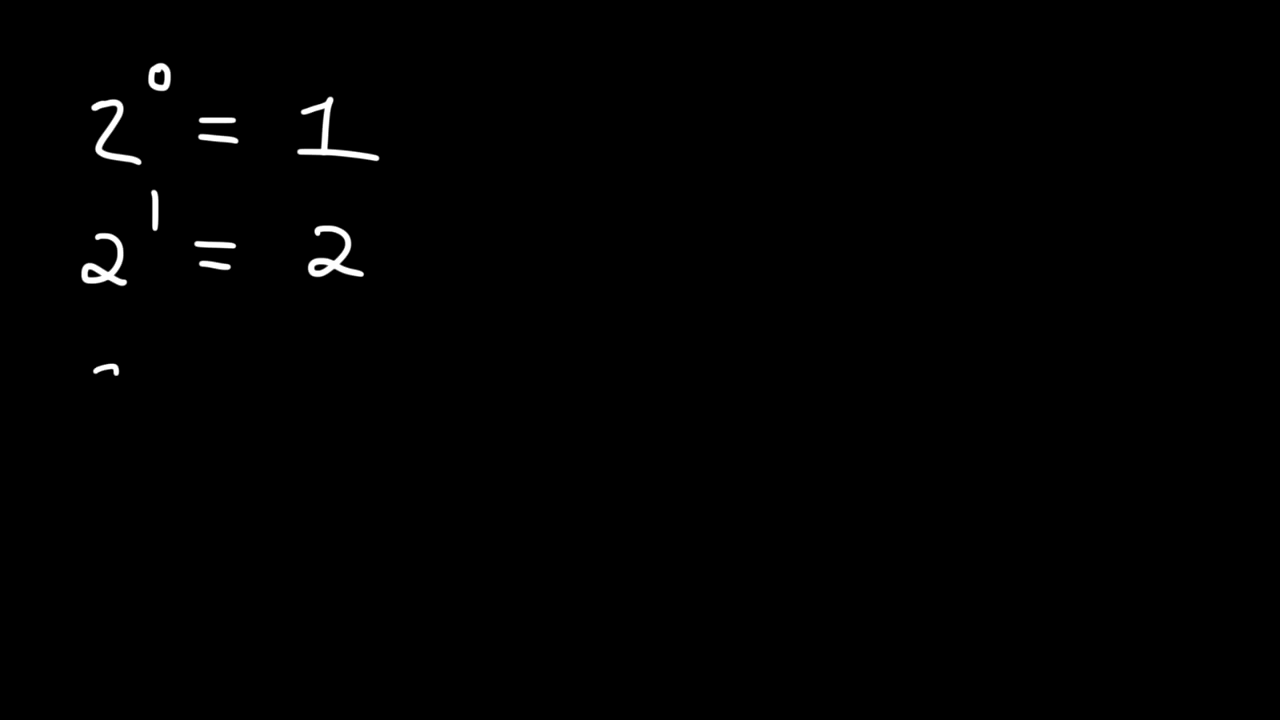 2⁰ = 1
2¹ = 2